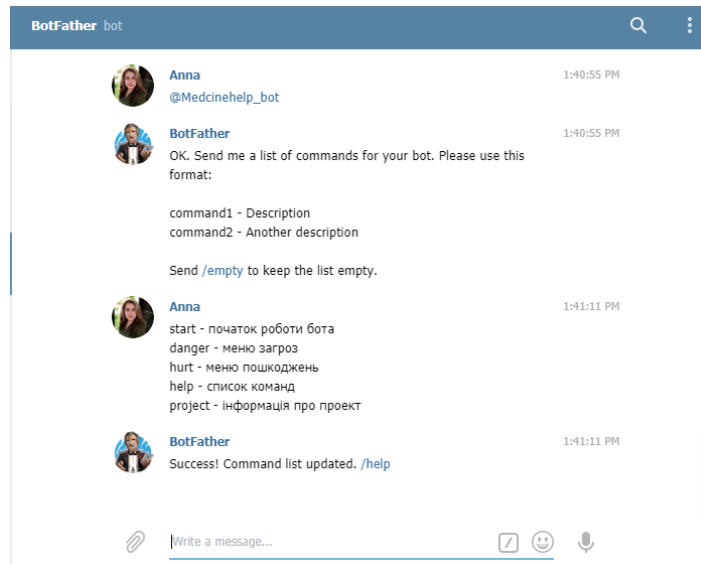 BotFather bot
Anna 1:40:55 PM
@Medcinehelp_bot
BotFather 1:40:55 PM
OK. Send me a list of commands for your bot. Please use this
format:
command1 - Description
command2 - Another description
Send /empty to keep the list empty.
Anna 1:41:11 PM
start - початок роботи бота
danger - меню загроз
hurt - меню пошкоджень
help - список команд
project - інформація про проект
BotFather 1:41:11 PM
Success! Command list updated. /help
Write a message...